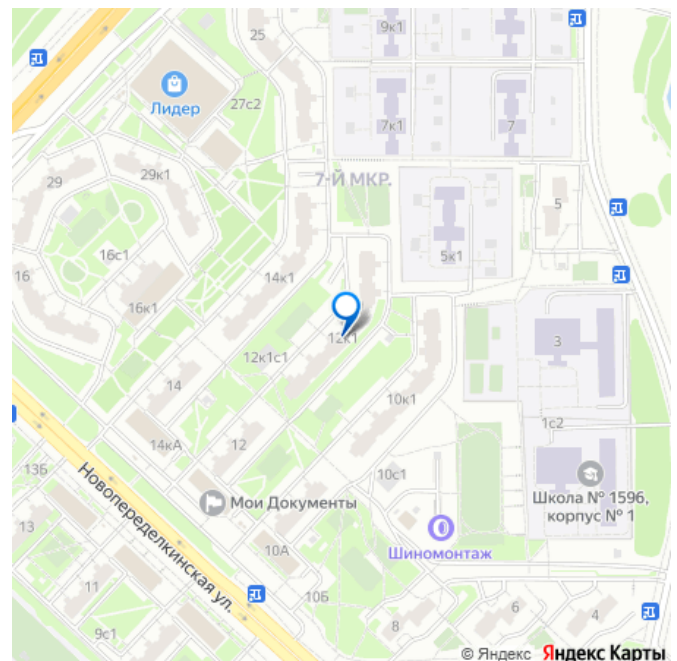 25
9к1
Лидер
27с2
7к1
7
29
29к1
7-Й МКР.
5
16с1
5к1
16
14к1
16к1
12к1
3
12к1с1
14
10к1
1с2
14кА
12
13Б
10с1
Школа № 1596,
корпус № 1
Мои Документы
Новопеределкинская ул.
13
10А
Шиномонтаж
11
10Б
6
4
8
9с1
© Яндекс Яндекс Карты